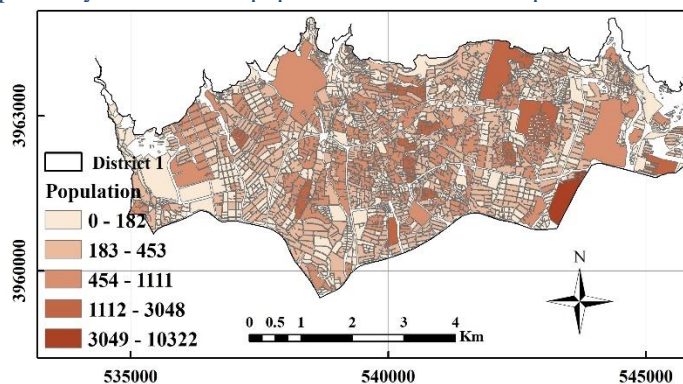 3963000
3960000
District 1
Population
0 - 182
183 - 453
454 - 1111
1112 - 3048
3049 - 10322
N
0 0.5 1 2 3 4
Km
535000 540000 545000